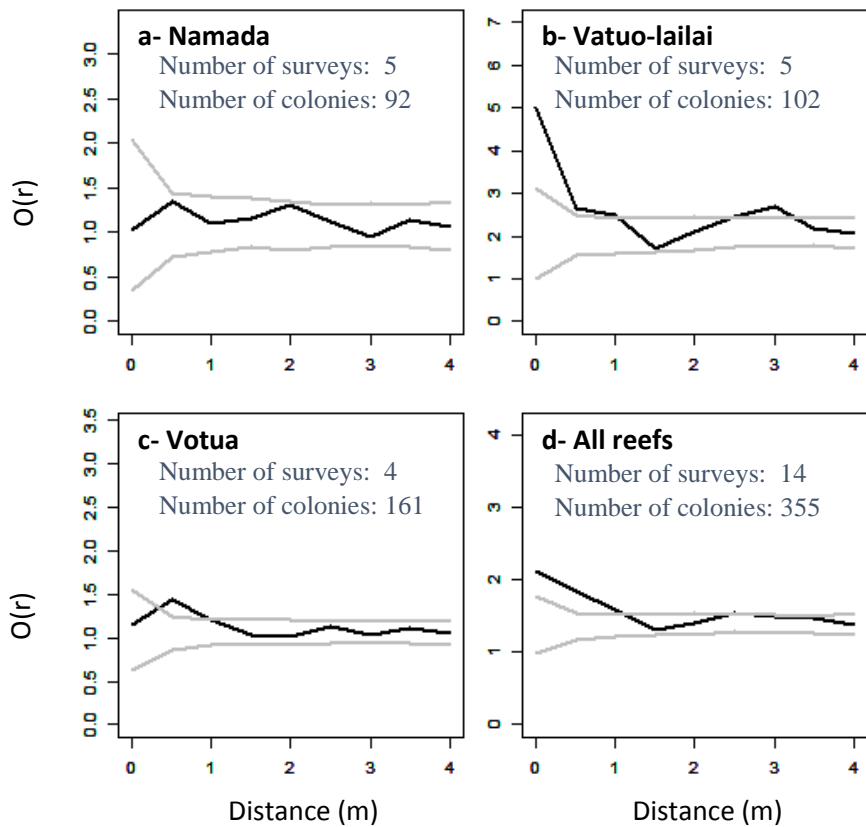 a- Namada
Number of surveys: 5
Number of colonies: 92
O(r)
3.0
2.5
2.0
1.5
1.0
0.5
0.0
0 1 2 3 4
b- Vatuo-lailai
Number of surveys: 5
Number of colonies: 102
7
6
5
4
3
2
1
0
0 1 2 3 4
c- Votua
Number of surveys: 4
Number of colonies: 161
O(r)
3.5
3.0
2.5
2.0
1.5
1.0
0.5
0.0
0 1 2 3 4
Distance (m)
d- All reefs
Number of surveys: 14
Number of colonies: 355
4
3
2
1
0
0 1 2 3 4
Distance (m)